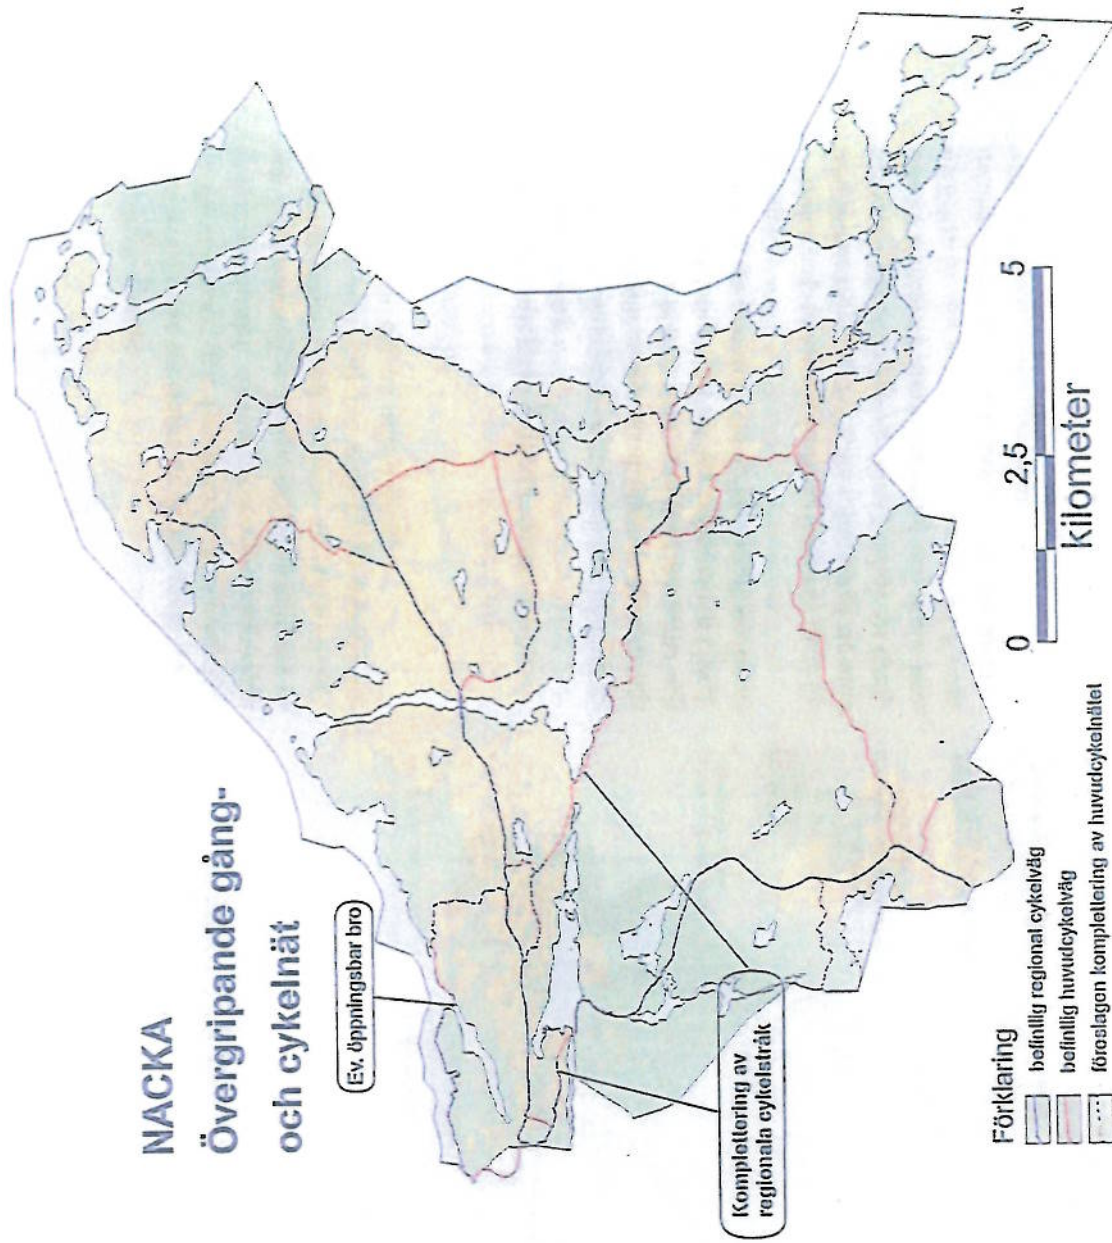 NACKA
Övergripande gång-
och cykelnät
Ev. öppningsbar bro
Komplettering av
regionala cykelstråk
Förklaring
befintlig regional cykelväg
befintlig huvudcykelväg
föreslagen komplettering av huvudcykelnätet
0 2,5 5
kilometer